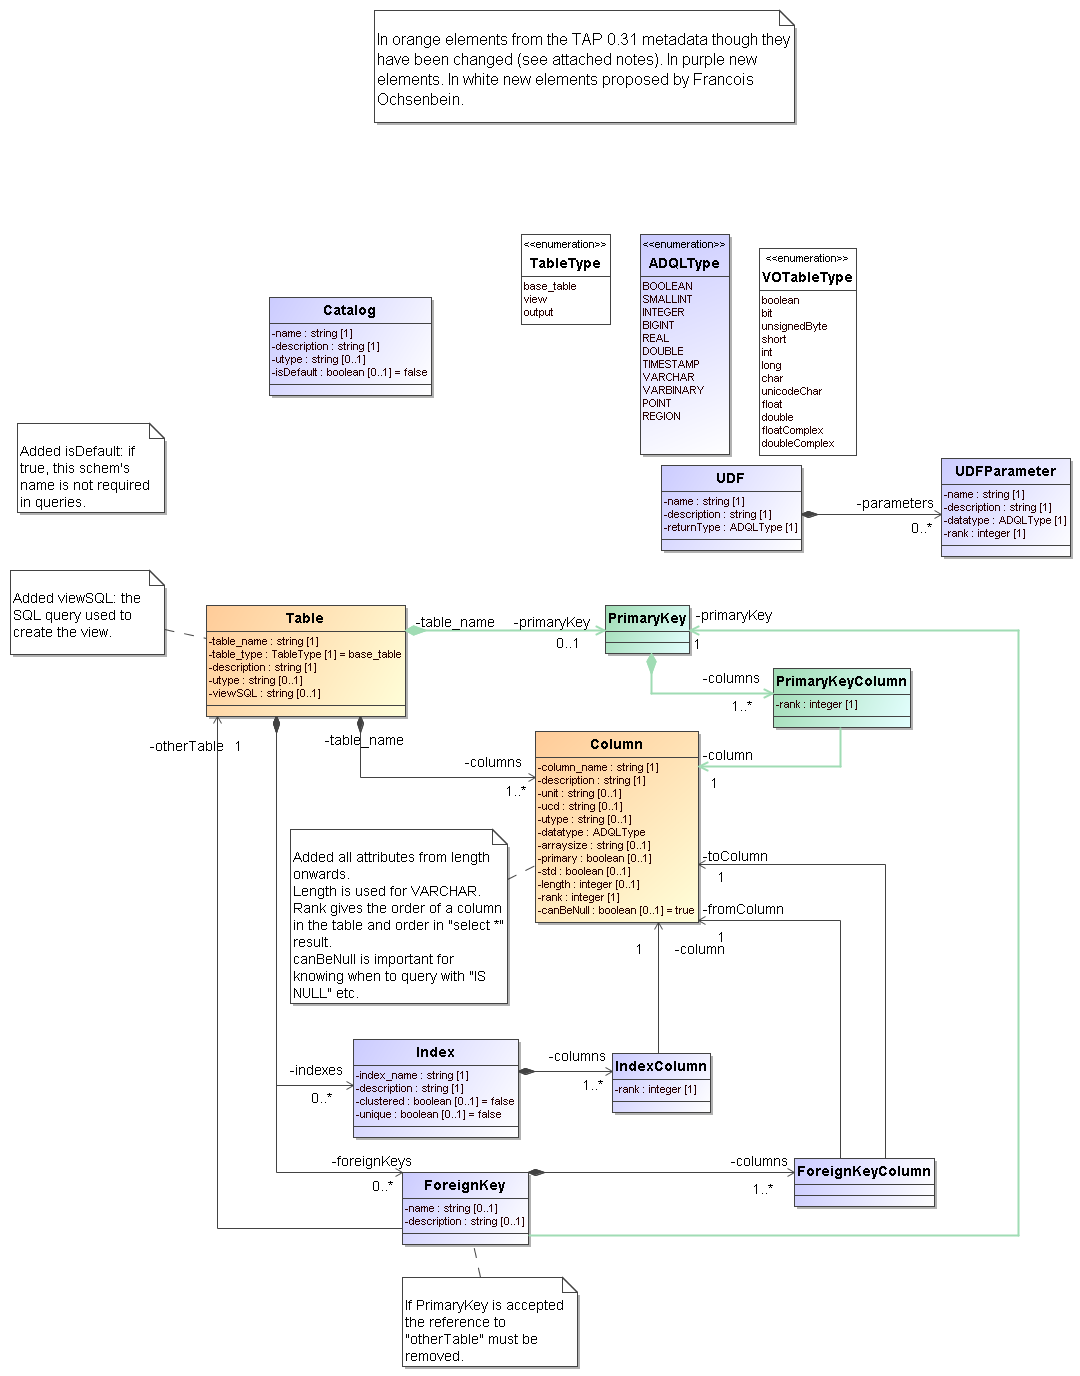 In orange elements from the TAP 0.31 metadata though they
have been changed (see attached notes). In purple new
elements. In white new elements proposed by Francois
Ochsenbein.
<<enumeration>>
TableType
base_table
view
output
<<enumeration>>
ADQLType
BOOLEAN
SMALLINT
INTEGER
BIGINT
REAL
DOUBLE
TIMESTAMP
VARCHAR
VARBINARY
POINT
REGION
<<enumeration>>
VOTableType
boolean
bit
unsignedByte
short
int
long
char
unicodeChar
float
double
floatComplex
doubleComplex
Catalog
-name : string [1]
-description : string [1]
-utype : string [0..1]
-isDefault : boolean [0..1] = false
Added isDefault: if
true, this schem's
name is not required
in queries.
UDF
-name : string [1]
-description : string [1]
-returnType : ADQLType [1]
-parameters
0..*
UDFParameter
-name : string [1]
-description : string [1]
-datatype : ADQLType [1]
-rank : integer [1]
Added viewSQL: the
SQL query used to
create the view.
Table
-table_name : string [1]
-table_type : TableType [1] = base_table
-description : string [1]
-utype : string [0..1]
-viewSQL : string [0..1]
-table_name
-primaryKey
0..1
PrimaryKey
-primaryKey
1
-columns
1..*
PrimaryKeyColumn
-rank : integer [1]
-otherTable
1
-table_name
-columns
1..*
Column
-column_name : string [1]
-description : string [1]
-unit : string [0..1]
-ucd : string [0..1]
-utype : string [0..1]
-datatype : ADQLType
-arraysize : string [0..1]
-primary : boolean [0..1]
-std : boolean [0..1]
-length : integer [0..1]
-rank : integer [1]
-canBeNull : boolean [0..1] = true
-column
1
-toColumn
1
-fromColumn
1
1
-column
Added all attributes from length
onwards.
Length is used for VARCHAR.
Rank gives the order of a column
in the table and order in "select *"
result.
canBeNull is important for
knowing when to query with "IS
NULL" etc.
-indexes
0..*
Index
-index_name : string [1]
-description : string [1]
-clustered : boolean [0..1] = false
-unique : boolean [0..1] = false
-columns
1..*
IndexColumn
-rank : integer [1]
-foreignKeys
0..*
ForeignKey
-name : string [0..1]
-description : string [0..1]
-columns
1..*
ForeignKeyColumn
If PrimaryKey is accepted
the reference to
"otherTable" must be
removed.